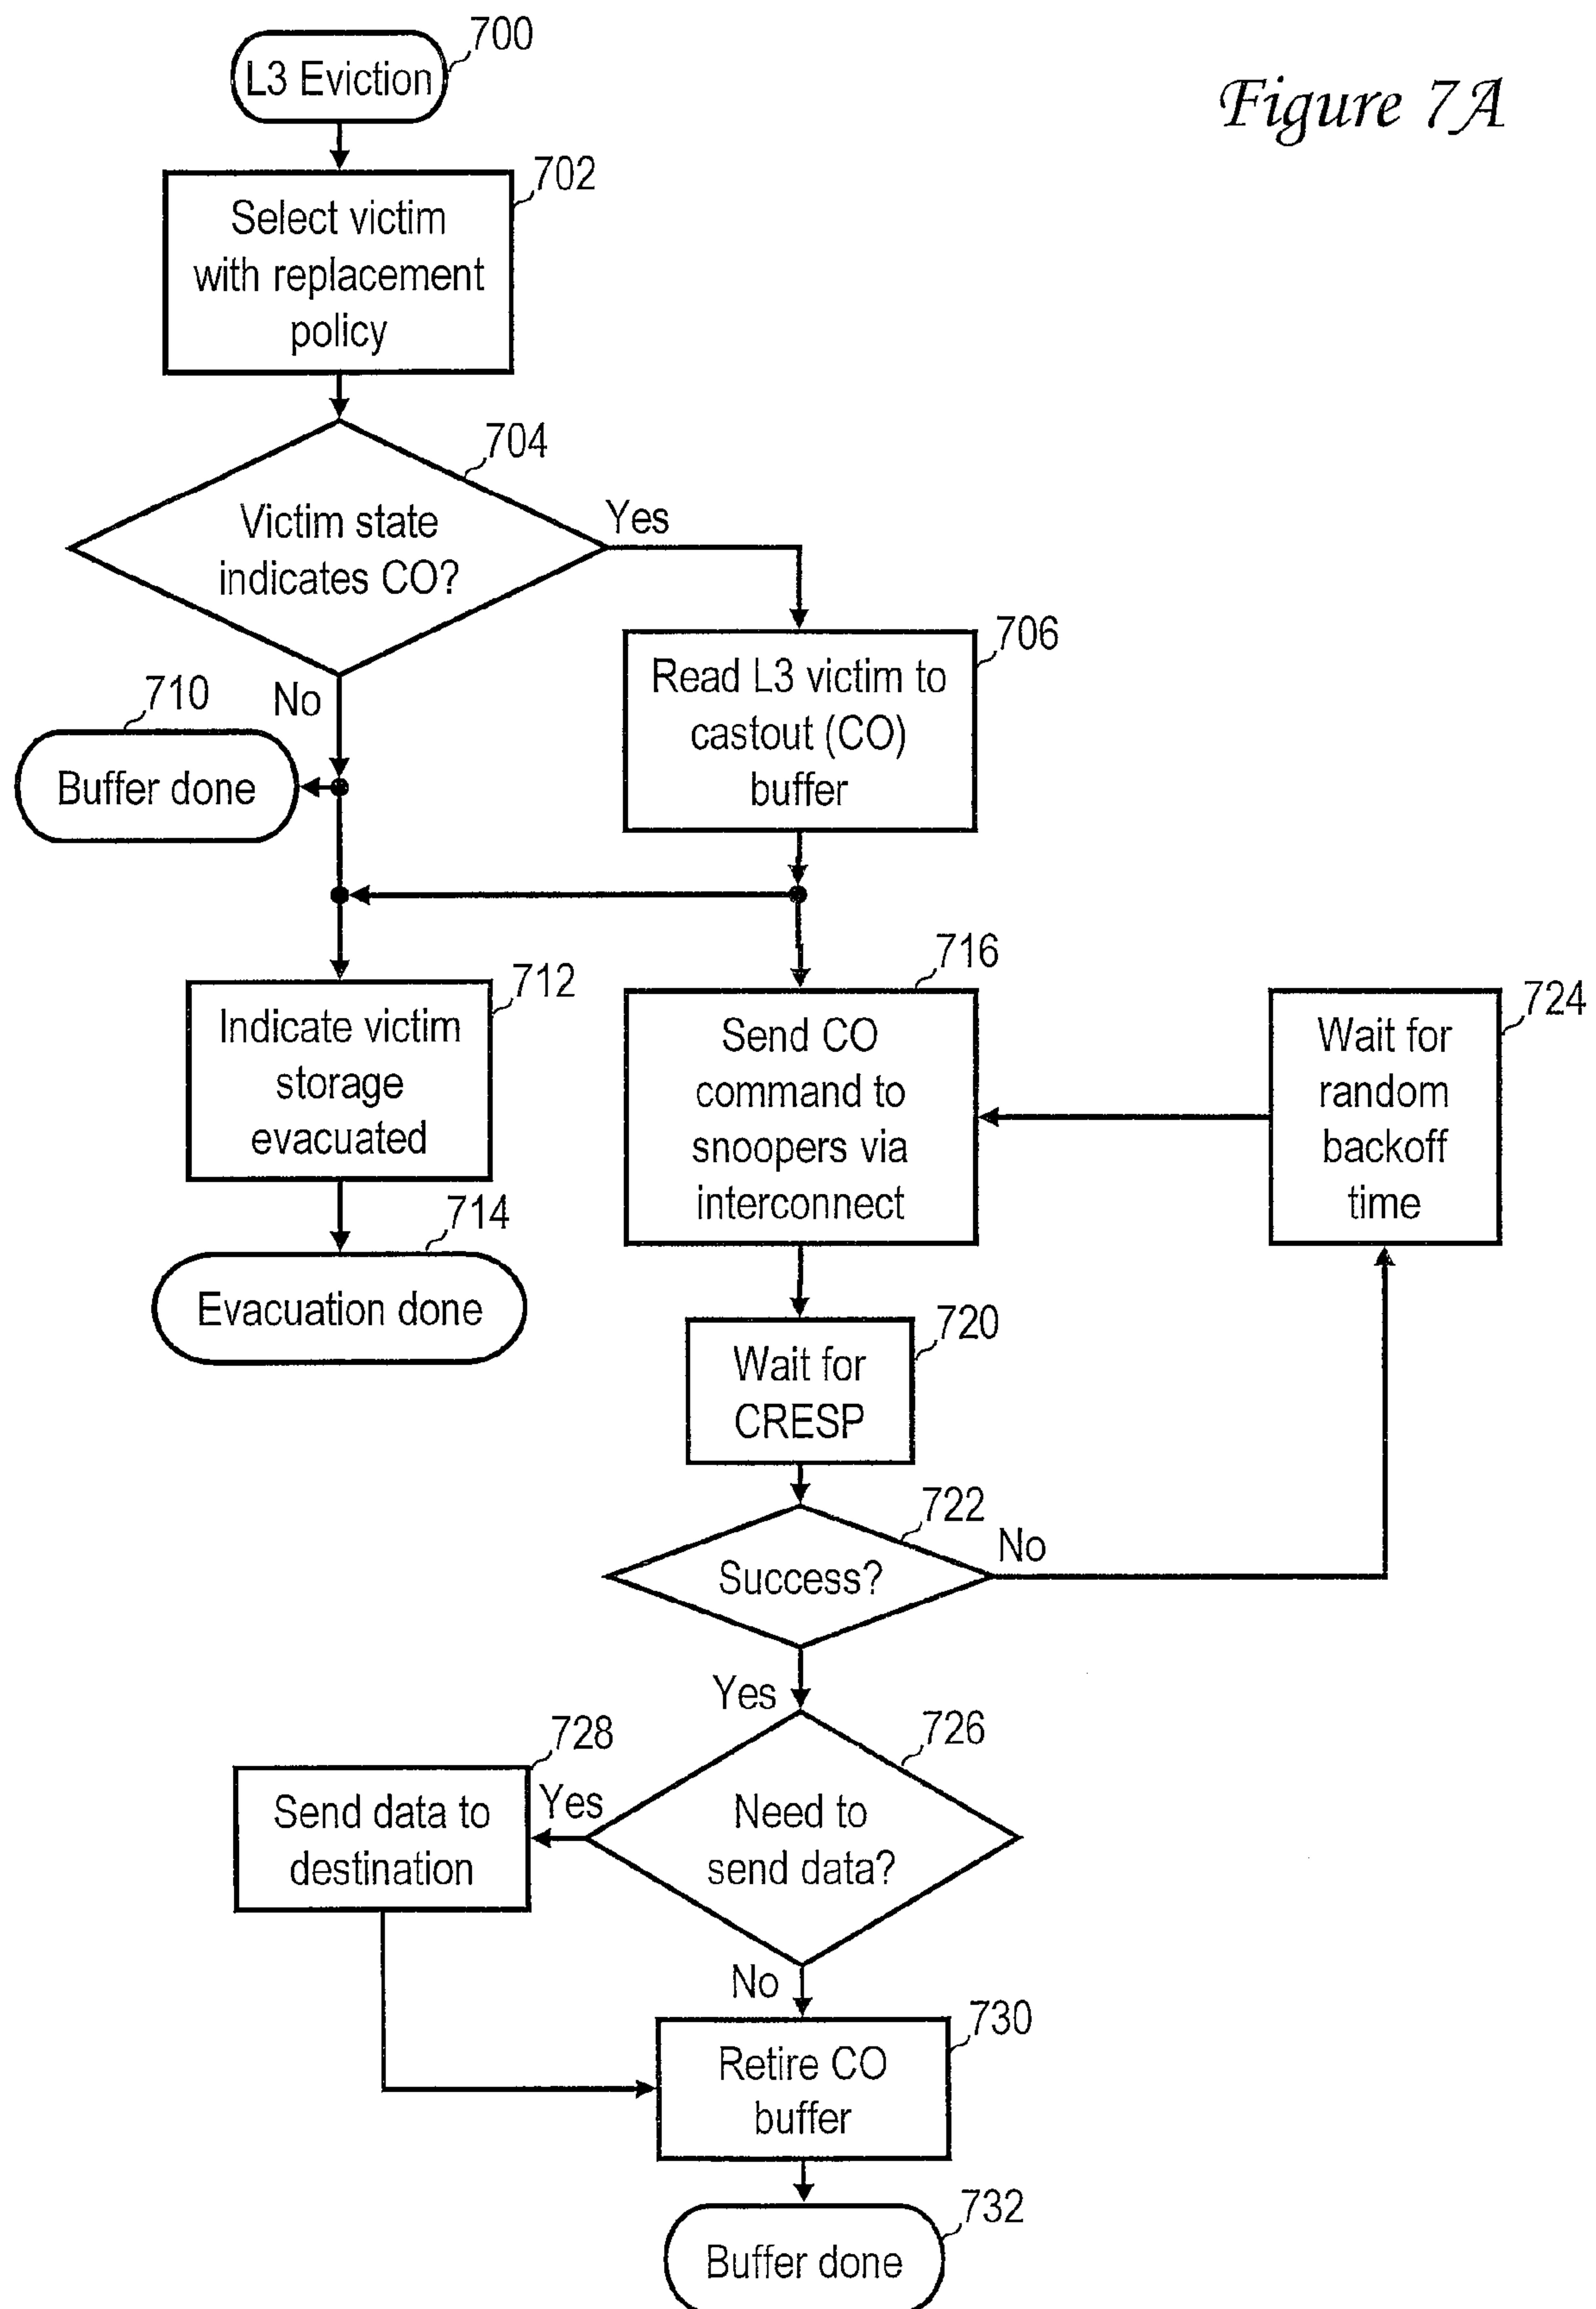 700
L3 Eviction
Figure 7A
702
Select victim
with replacement
policy
704
Victim state
indicates CO?
Yes
No
706
Read L3 victim to
castout (CO)
buffer
710
Buffer done
712
Indicate victim
storage
evacuated
714
Evacuation done
716
Send CO
command to
snoopers via
interconnect
724
Wait for
random
backoff
time
720
Wait for
CRESP
722
Success?
No
Yes
726
Need to
send data?
Yes
728
Send data to
destination
No
730
Retire CO
buffer
732
Buffer done